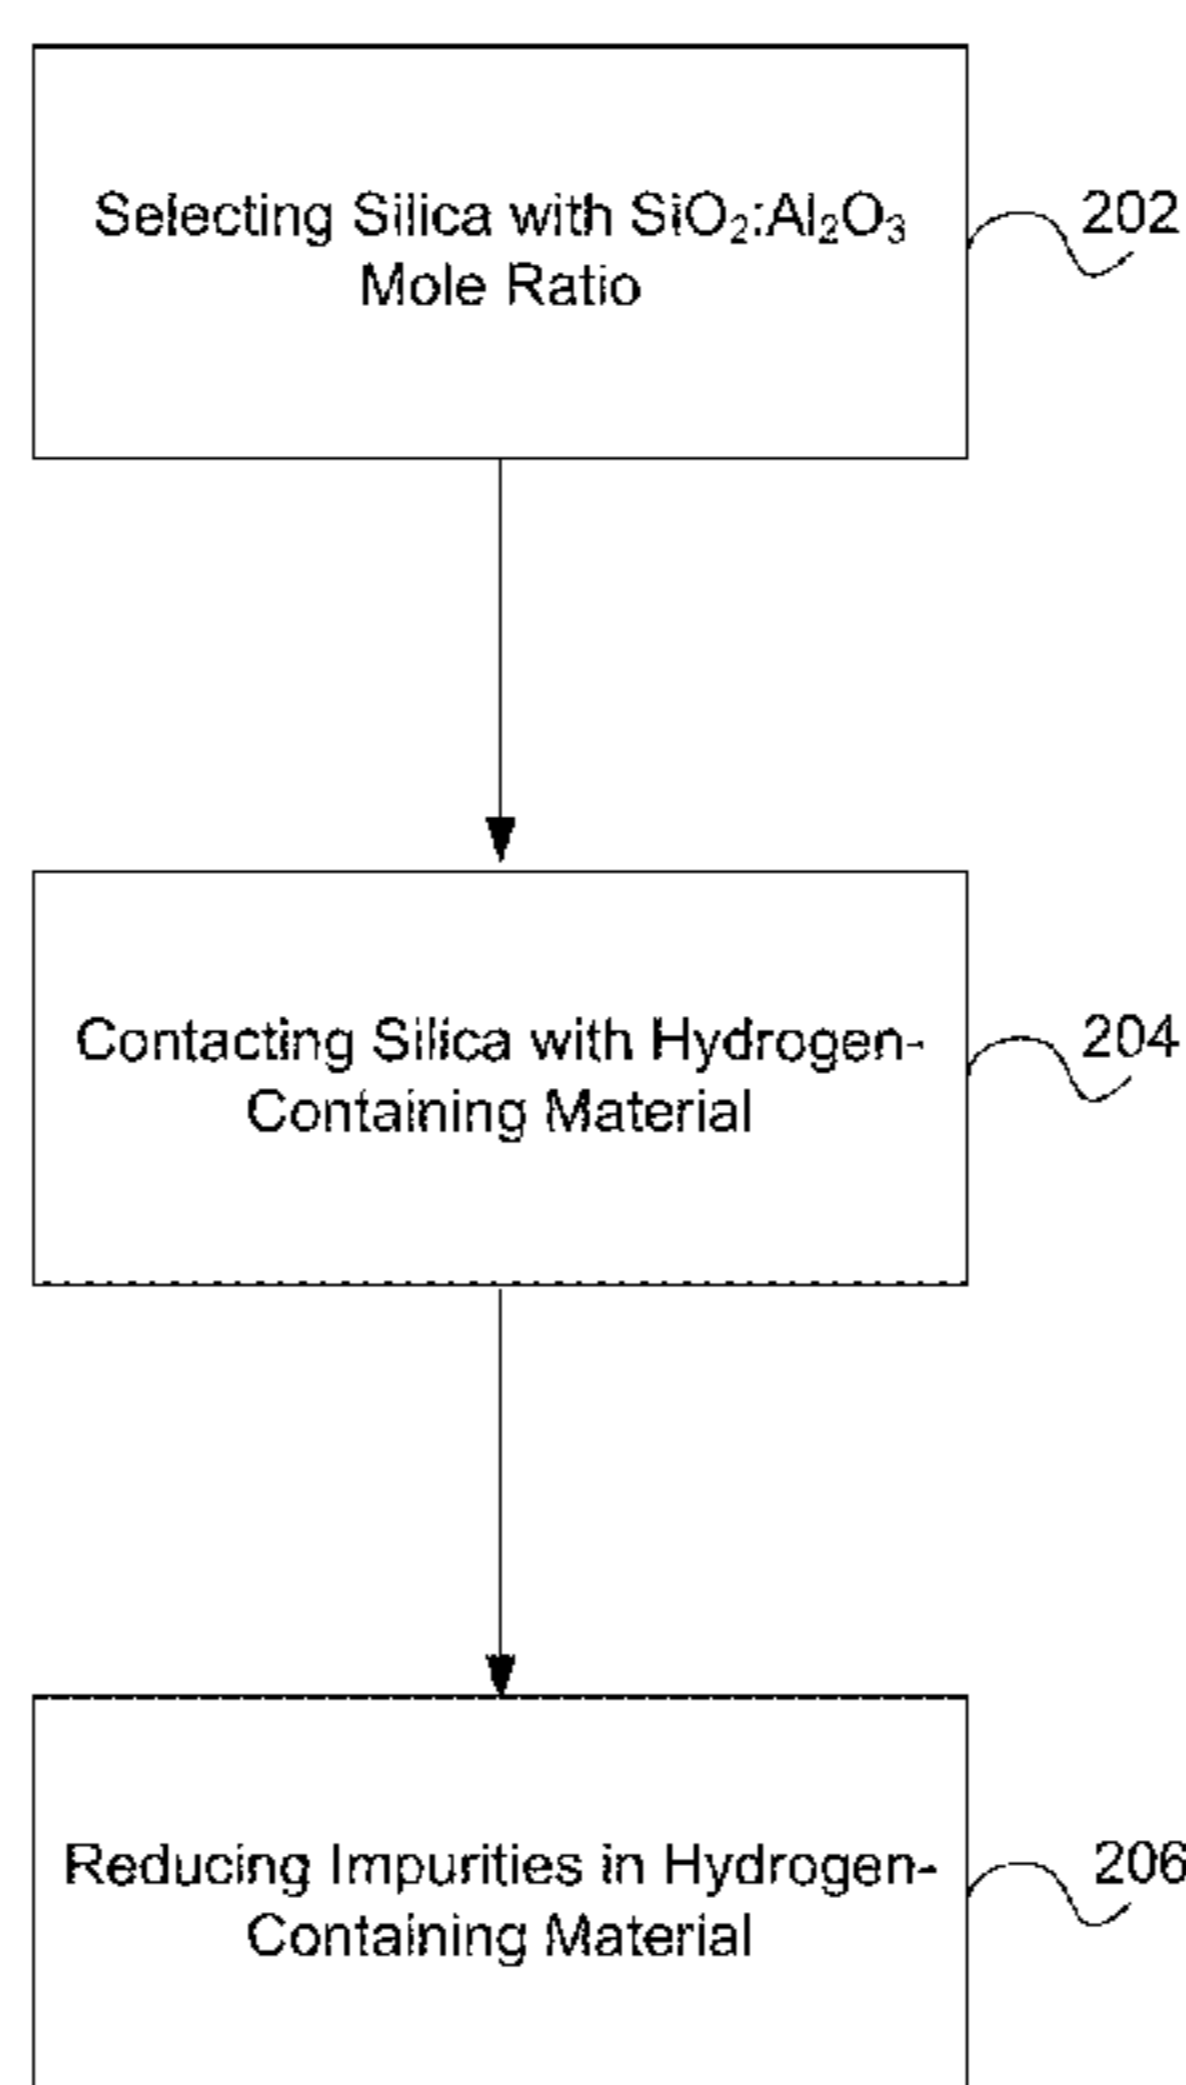 Selecting Silica with SiO₂:Al₂O₃
Mole Ratio
202
Contacting Silica with Hydrogen-
Containing Material
204
Reducing Impurities in Hydrogen-
Containing Material
206